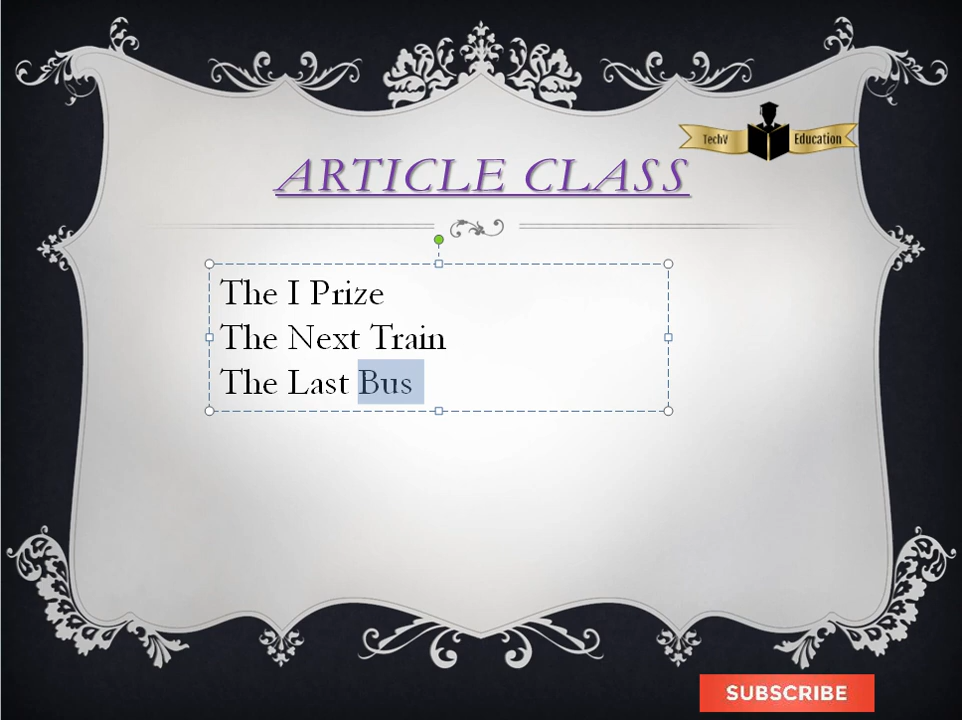 TechV Education
ARTICLE CLASS
The I Prize
The Next Train
The Last Bus
SUBSCRIBE